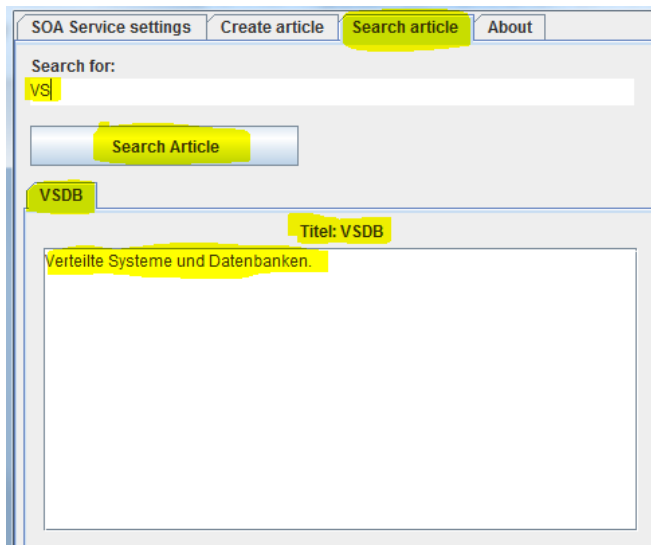 SOA Service settings Create article Search article About
Search for:
VS
Search Article
VSDB
Titel: VSDB
Verteilte Systeme und Datenbanken.